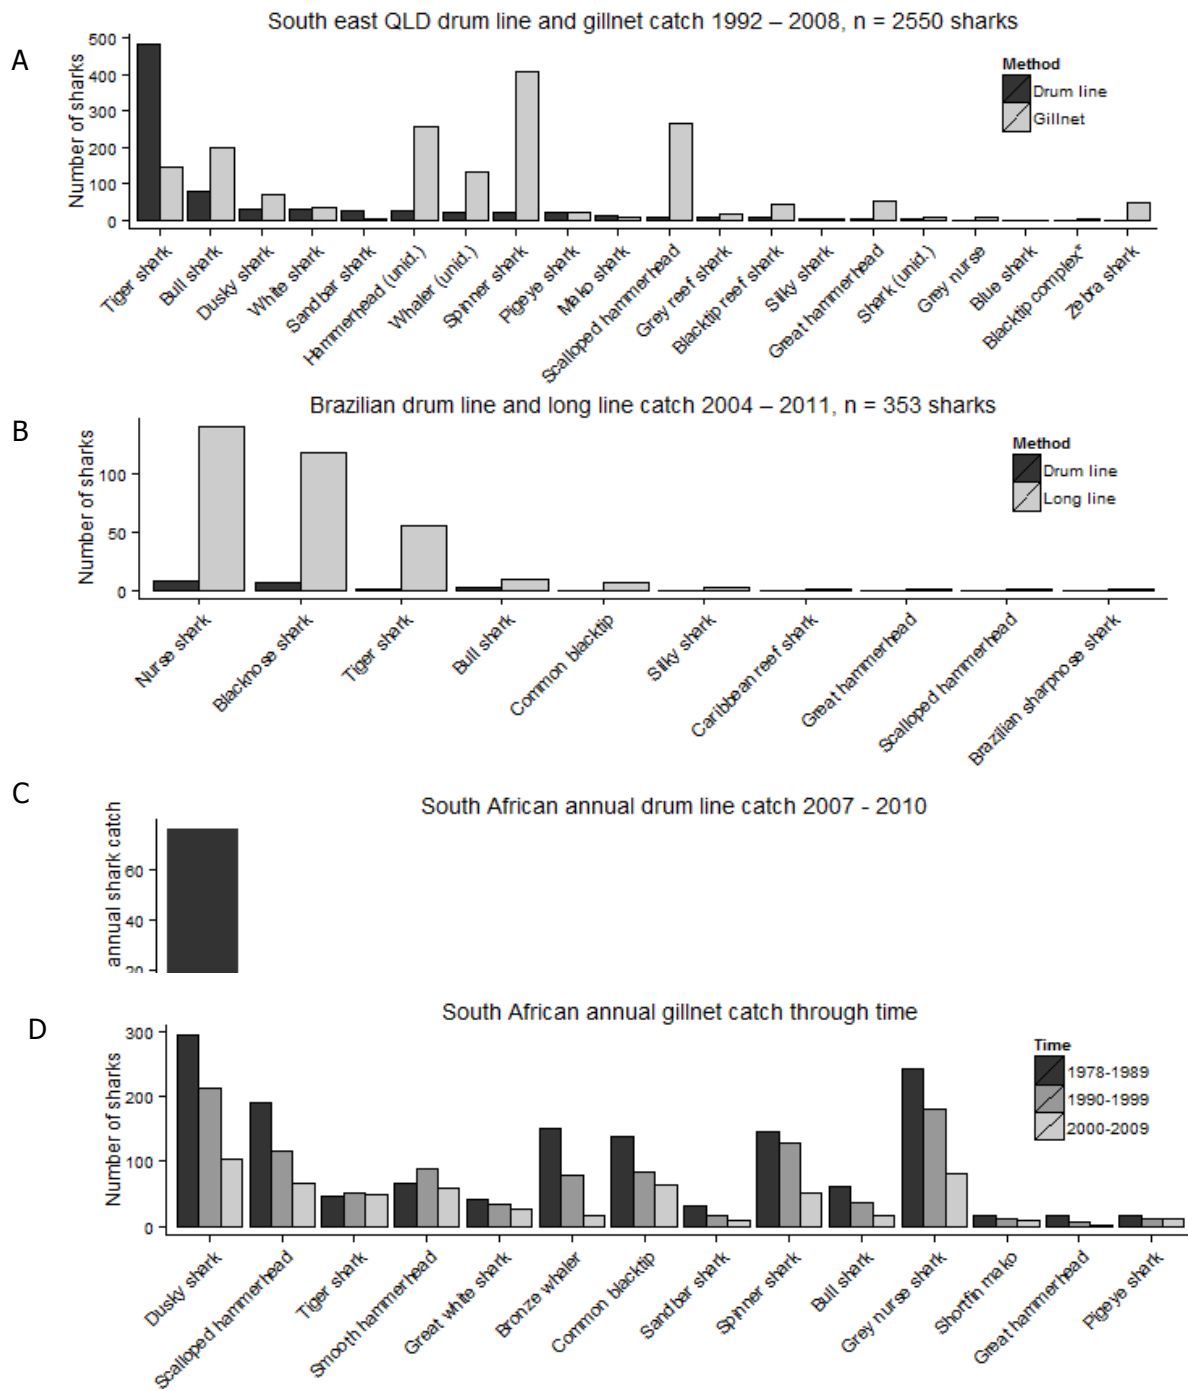 South east QLD drum line and gillnet catch 1992 – 2008, n = 2550 sharks
A
Number of sharks
500
400
300
200
100
0
Method
Drum line
Gillnet
Tiger shark
Bull shark
Dusky shark
White shark
Sandbar shark
Hammerhead (unid.)
Whaler (unid.)
Spinner shark
Pigeye shark
Mako shark
Scalloped hammerhead
Grey reef shark
Blacktip reef shark
Silky shark
Great hammerhead
Shark (unid.)
Grey nurse
Blue shark
Blacktip complex*
Zebra shark
Brazilian drum line and long line catch 2004 – 2011, n = 353 sharks
B
Number of sharks
100
50
0
Method
Drum line
Long line
Nurse shark
Blacknose shark
Tiger shark
Bull shark
Common blacktip
Silky shark
Caribbean reef shark
Great hammerhead
Scalloped hammerhead
Brazilian sharpnose shark
C
South African annual drum line catch 2007 - 2010
annual shark catch
60
40
20
D
South African annual gillnet catch through time
Number of sharks
300
200
100
0
Time
1978-1989
1990-1999
2000-2009
Dusky shark
Scalloped hammerhead
Tiger shark
Smooth hammerhead
Great white shark
Bronze whaler
Common blacktip
Sandbar shark
Spinner shark
Bull shark
Grey nurse shark
Shortfin mako
Great hammerhead
Pigeye shark